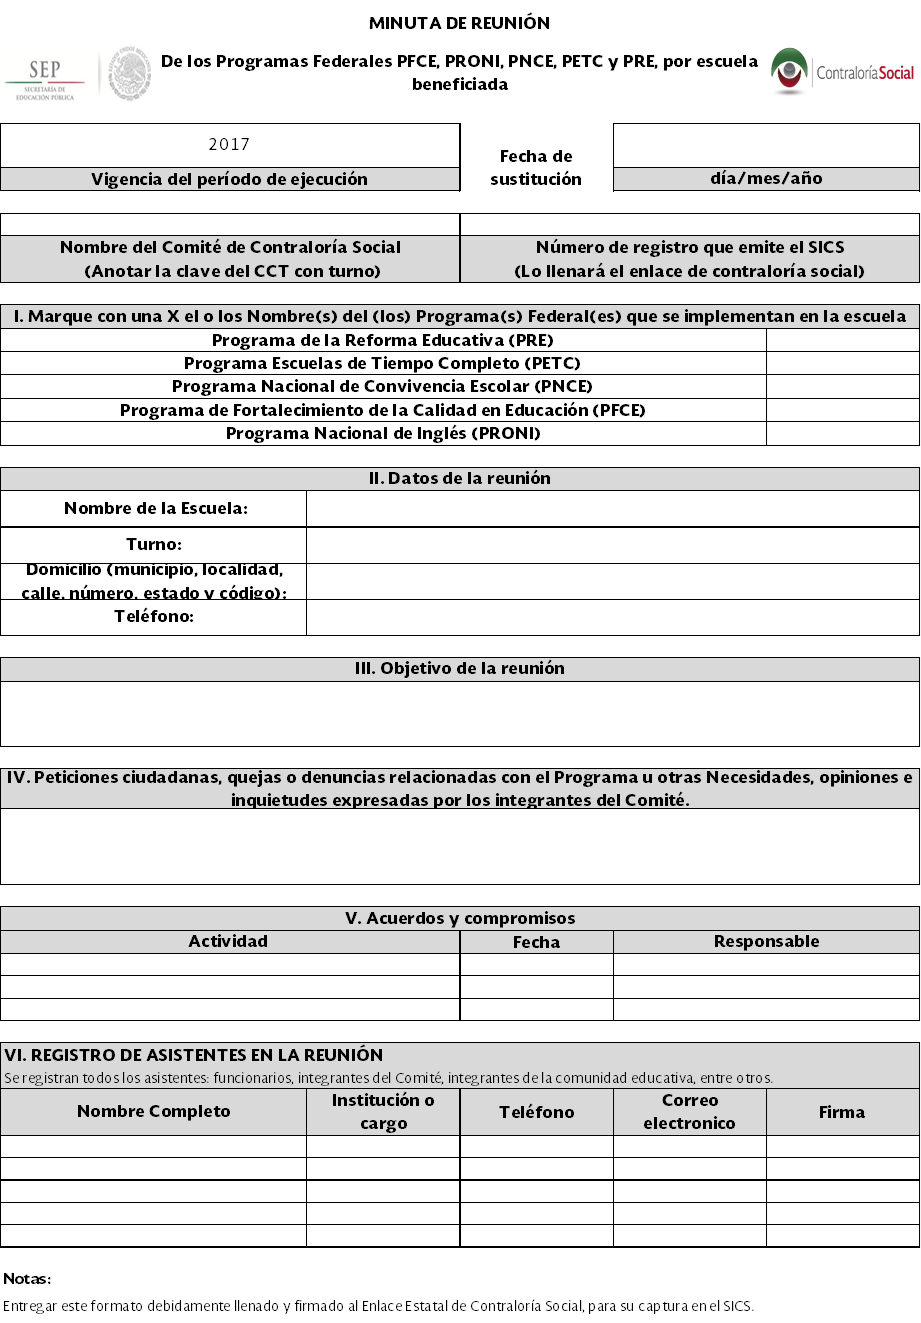 MINUTA DE REUNIÓN
De los Programas Federales PFCE, PRONI, PNCE, PETC y PRE, por escuela
beneficiada
SEP
SECRETARÍA DE
EDUCACIÓN PÚBLICA
ContraloríaSocial
2017
Vigencia del período de ejecución
Fecha de
sustitución
día/mes/año
Nombre del Comité de Contraloría Social
(Anotar la clave del CCT con turno)
Número de registro que emite el SICS
(Lo llenará el enlace de contraloría social)
I. Marque con una X el o los Nombre(s) del (los) Programa(s) Federal(es) que se implementan en la escuela
Programa de la Reforma Educativa (PRE)
Programa Escuelas de Tiempo Completo (PETC)
Programa Nacional de Convivencia Escolar (PNCE)
Programa de Fortalecimiento de la Calidad en Educación (PFCE)
Programa Nacional de Inglés (PRONI)
II. Datos de la reunión
Nombre de la Escuela:
Turno:
Domicilio (municipio, localidad,
calle, número, estado y código):
Teléfono:
III. Objetivo de la reunión
IV. Peticiones ciudadanas, quejas o denuncias relacionadas con el Programa u otras Necesidades, opiniones e
inquietudes expresadas por los integrantes del Comité.
V. Acuerdos y compromisos
Actividad Fecha Responsable
VI. REGISTRO DE ASISTENTES EN LA REUNIÓN
Se registran todos los asistentes: funcionarios, integrantes del Comité, integrantes de la comunidad educativa, entre otros.
Nombre Completo
Institución o
cargo
Teléfono
Correo
electronico
Firma
Notas:
Entregar este formato debidamente llenado y firmado al Enlace Estatal de Contraloría Social, para su captura en el SICS.